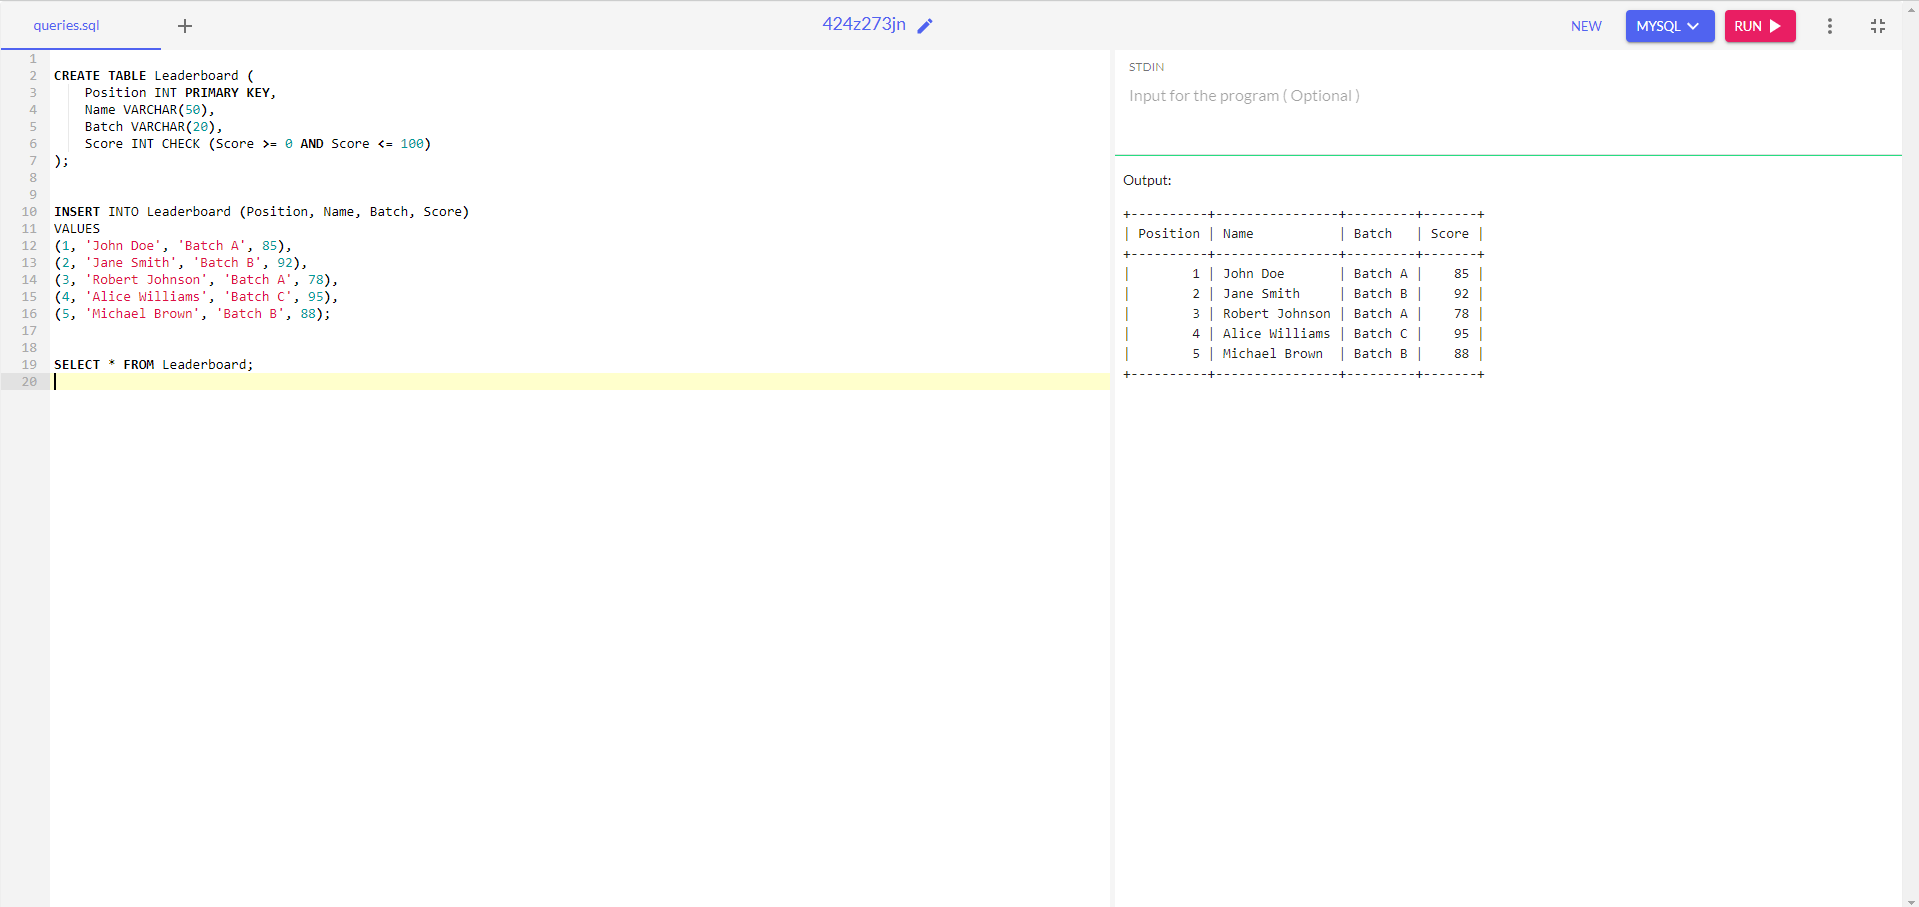 queries.sql
424z273jn
NEW
MYSQL
RUN
1
2 CREATE TABLE Leaderboard (
3     Position INT PRIMARY KEY,
4     Name VARCHAR(50),
5     Batch VARCHAR(20),
6     Score INT CHECK (Score >= 0 AND Score <= 100)
7 );
8
9
10 INSERT INTO Leaderboard (Position, Name, Batch, Score)
11 VALUES
12 (1, 'John Doe', 'Batch A', 85),
13 (2, 'Jane Smith', 'Batch B', 92),
14 (3, 'Robert Johnson', 'Batch A', 78),
15 (4, 'Alice Williams', 'Batch C', 95),
16 (5, 'Michael Brown', 'Batch B', 88);
17
18
19 SELECT * FROM Leaderboard;
20
STDIN
Input for the program ( Optional )
Output:
+----------+----------------+---------+-------+
| Position | Name           | Batch   | Score |
+----------+----------------+---------+-------+
|        1 | John Doe       | Batch A |    85 |
|        2 | Jane Smith     | Batch B |    92 |
|        3 | Robert Johnson | Batch A |    78 |
|        4 | Alice Williams | Batch C |    95 |
|        5 | Michael Brown  | Batch B |    88 |
+----------+----------------+---------+-------+